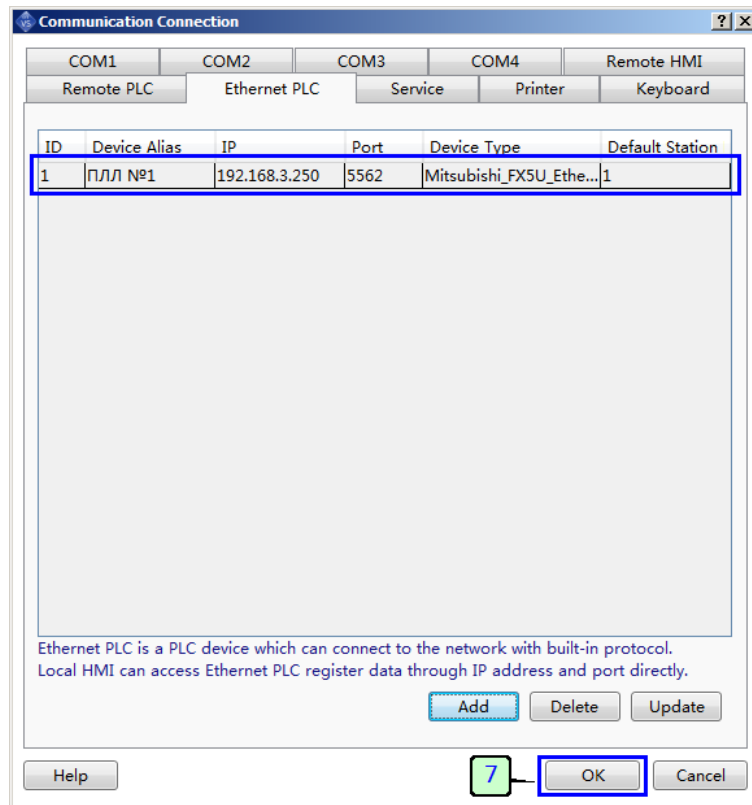 Communication Connection
COM1 COM2 COM3 COM4 Remote HMI
Remote PLC Ethernet PLC Service Printer Keyboard
ID Device Alias IP Port Device Type Default Station
1 ПЛЛ №1 192.168.3.250 5562 Mitsubishi_FX5U_Ethe... 1
Ethernet PLC is a PLC device which can connect to the network with built-in protocol.
Local HMI can access Ethernet PLC register data through IP address and port directly.
Add Delete Update
Help 7 OK Cancel